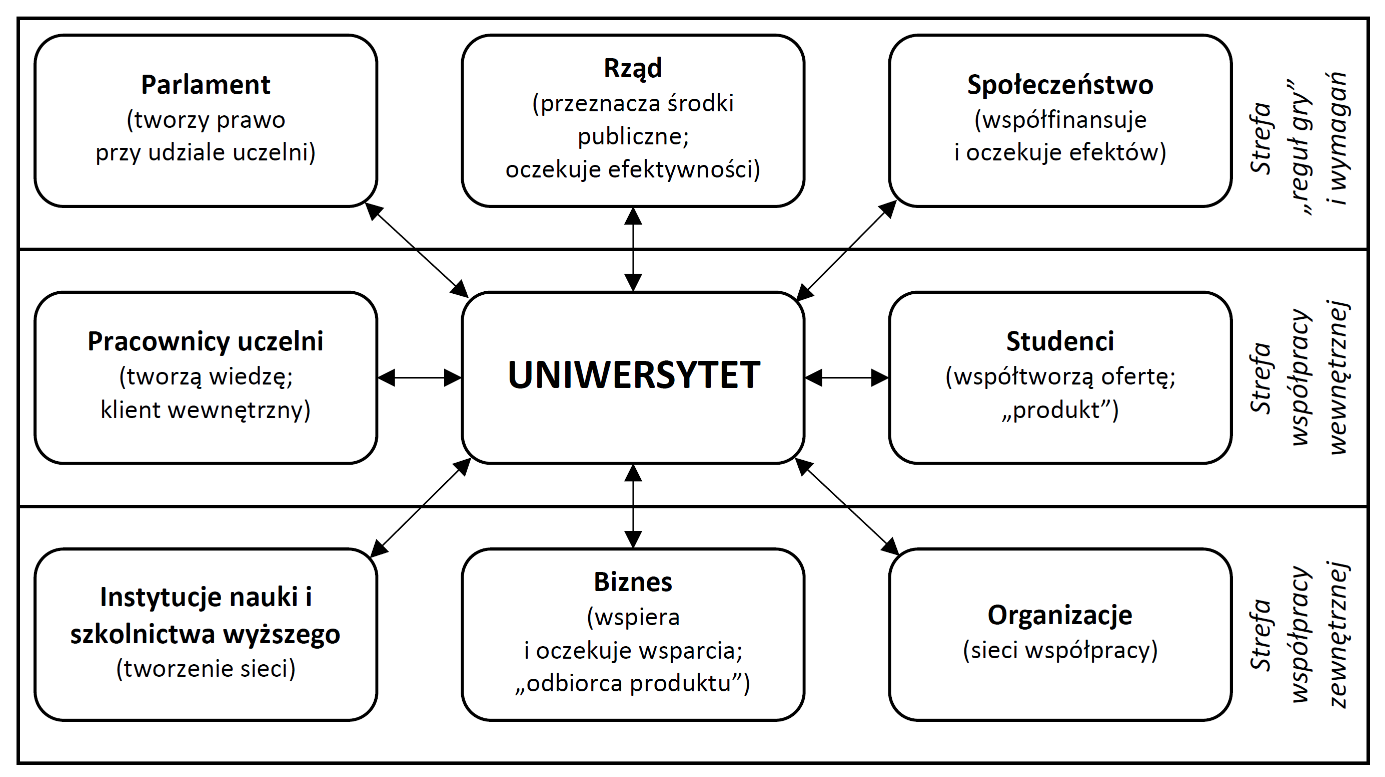 Parlament
(tworzy prawo
przy udziale uczelni)
Rząd
(przeznacza środki
publiczne;
oczekuje efektywności)
Społeczeństwo
(współfinansuje
i oczekuje efektów)
Strefa
„reguł gry”
i wymagań
Pracownicy uczelni
(tworzą wiedzę;
klient wewnętrzny)
UNIWERSYTET
Studenci
(współtworzą ofertę;
„produkt”)
Strefa
współpracy
wewnętrznej
Instytucje nauki i
szkolnictwa wyższego
(tworzenie sieci)
Biznes
(wspiera
i oczekuje wsparcia;
„odbiorca produktu”)
Organizacje
(sieci współpracy)
Strefa
współpracy
zewnętrznej